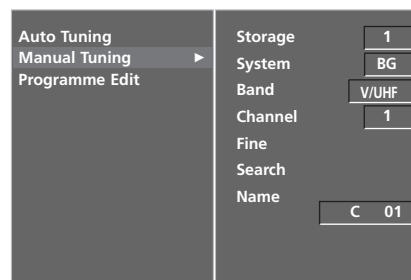 Auto Tuning
Manual Tuning ►
Programme Edit
Storage 1
System BG
Band V/UHF
Channel 1
Fine
Search
Name
C 01